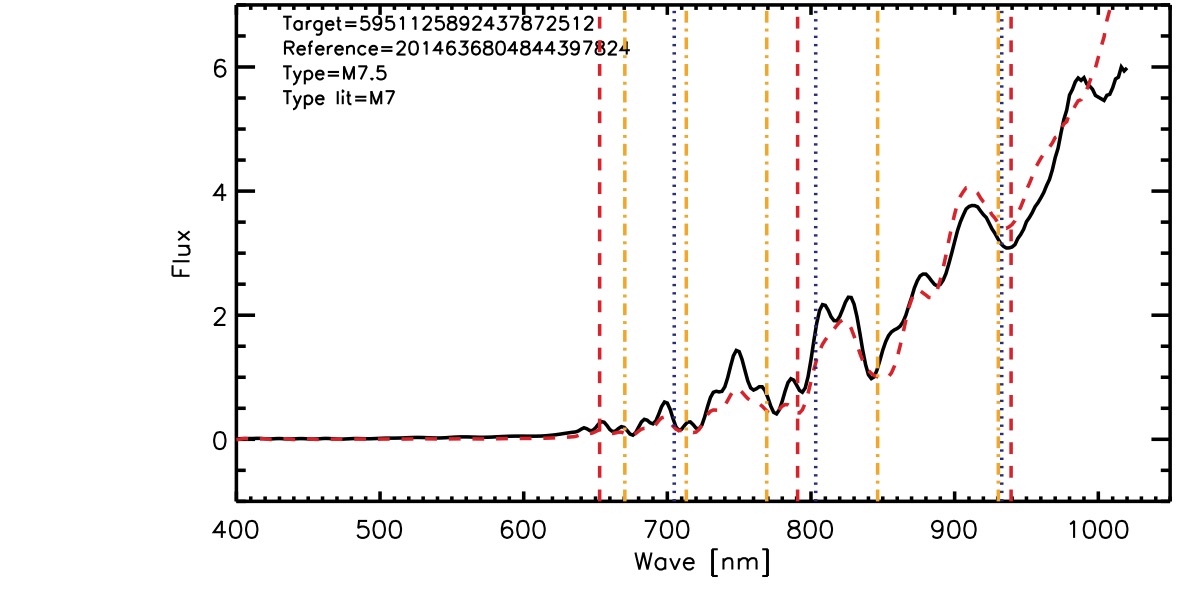 Target=5951125892437872512
Reference=2014636804844397824
Type=M7.5
Type lit=M7
6
4
2
0
Flux
400 500 600 700 800 900 1000
Wave [nm]